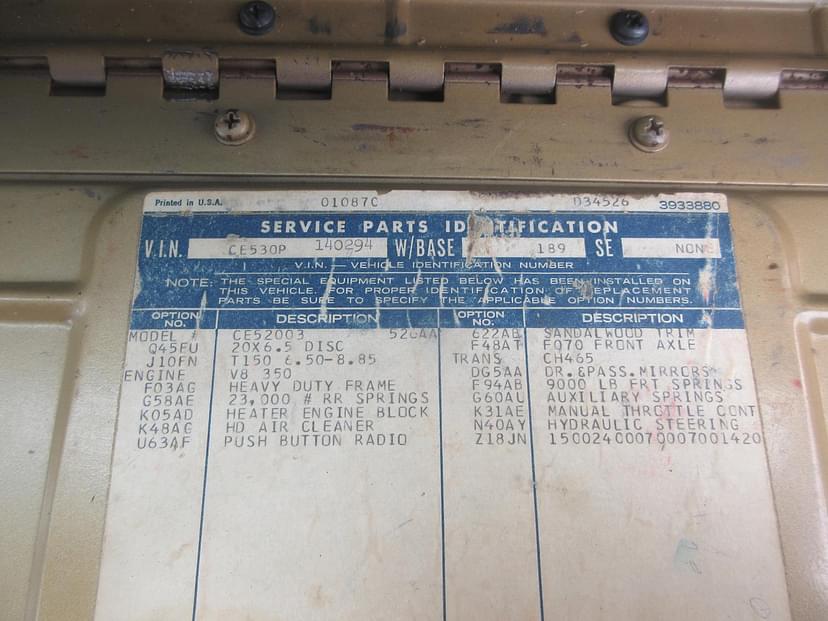 Printed in U.S.A. 01087C D34526 3933880
SERVICE PARTS IDENTIFICATION
V.I.N. CE530P 140294 W/BASE 189 SE NONE
V.I.N. — VEHICLE IDENTIFICATION NUMBER
NOTE: THE SPECIAL EQUIPMENT LISTED BELOW HAS BEEN INSTALLED ON
THIS VEHICLE. FOR PROPER IDENTIFICATION OF REPLACEMENT
PARTS BE SURE TO SPECIFY THE APPLICABLE OPTION NUMBERS.
OPTION NO. DESCRIPTION OPTION NO. DESCRIPTION
MODEL # CE52003 526AA 622AB SANDALWOOD TRIM
Q45FU 20X6.5 DISC F48AT F070 FRONT AXLE
J10FN T150 6.50-8.85 TRANS CH465
ENGINE V8 350 DG5AA DR.&PASS.MIRRORS
F03AG HEAVY DUTY FRAME F94AB 9000 LB FRT SPRINGS
G58AE 23,000 # RR SPRINGS G60AU AUXILIARY SPRINGS
K05AD HEATER ENGINE BLOCK K31AE MANUAL THROTTLE CONT
K48AG HD AIR CLEANER N40AY HYDRAULIC STEERING
U63AF PUSH BUTTON RADIO Z18JN 15002400070007001420